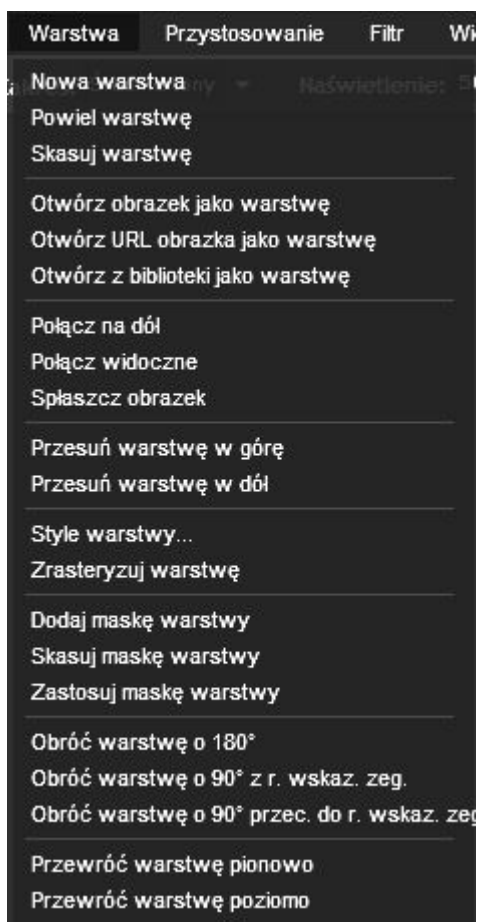 Warstwa Przystosowanie Filtr
Nowa warstwa Naświetlenie:
Powiel warstwę
Skasuj warstwę
Otwórz obrazek jako warstwę
Otwórz URL obrazka jako warstwę
Otwórz z biblioteki jako warstwę
Połącz na dól
Połącz widoczne
Spłaszcz obrazek
Przesuń warstwę w górę
Przesuń warstwę w dół
Style warstwy...
Zrasteryzuj warstwę
Dodaj maskę warstwy
Skasuj maskę warstwy
Zastosuj maskę warstwy
Obróć warstwę o 180°
Obróć warstwę o 90° z r. wskaz. zeg.
Obróć warstwę o 90° przec. do r. wskaz. zeg
Przewróć warstwę pionowo
Przewróć warstwę poziomo